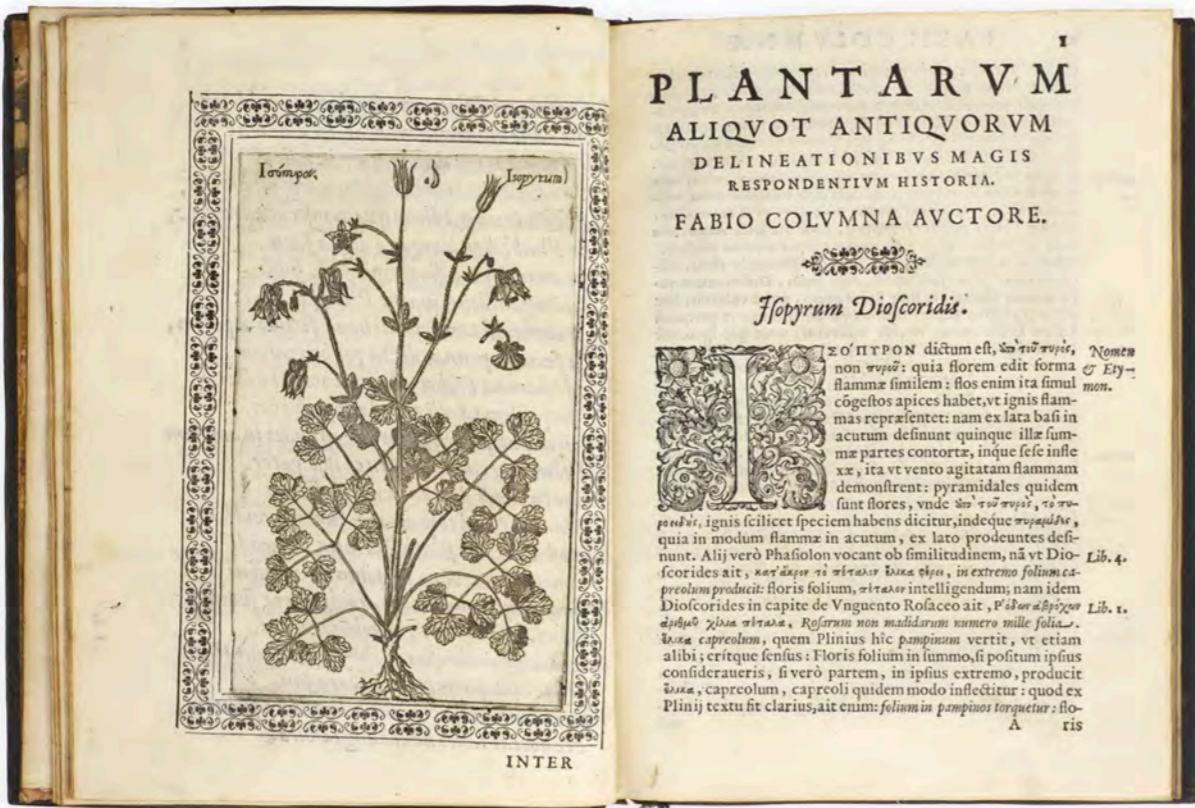 Ισόπυρον,
Isopyrum
INTER
1
PLANTARVM
ALIQVOT ANTIQVORVM
DELINEATIONIBVS MAGIS
RESPONDENTIVM HISTORIA.
FABIO COLVMNA AVCTORE.
Iſopyrum Dioſcoridis.
ΙΣΟ'ΠΥΡΟΝ dictum eſt, ὑπὸ τοῦ πυρὸς, Nomen
non πυροῦ: quia florem edit forma & Ety-
flammæ ſimilem: flos enim ita ſimul mon.
cõgeſtos apices habet, vt ignis flam-
mas repræſentet: nam ex lata baſi in
acutum deſinunt quinque illæ ſum-
mæ partes contortæ, inque ſeſe infle
xæ, ita vt vento agitatam flammam
demonſtrent: pyramidales quidem
ſunt flores, vnde ὑπὸ τοῦ πυρὸς, τὸ πυ-
ροειδὴς, ignis ſcilicet ſpeciem habens dicitur, indeque
quia in modum flammæ in acutum, ex lato prodeuntes deſi-
nunt. Alij verò Phaſiolon vocant ob ſimilitudinem, nã vt Dio- Lib. 4.
ſcorides ait, κατ' ἄκρον τὸ πέταλον ἕλικα φέρει, in extremo folium ca-
preolum producit: floris folium, πέταλον intelligendum; nam idem
Dioſcorides in capite de Vnguento Roſaceo ait, Ρ'όδων ἀβρόχων Lib. 1.
ἀριθμῷ χίλια πέταλα, Roſarum non madidarum numero mille folia.
ἕλικα capreolum, quem Plinius hîc pampinum vertit, vt etiam
alibi; erítque ſenſus: Floris folium in ſummo, ſi poſitum ipſius
conſideraueris, ſi verò partem, in ipſius extremo, producit
ἕλικα, capreolum, capreoli quidem modo inflectitur: quod ex
Plinij textu fit clarius, ait enim: folium in pampinos torquetur: flo-
A ris